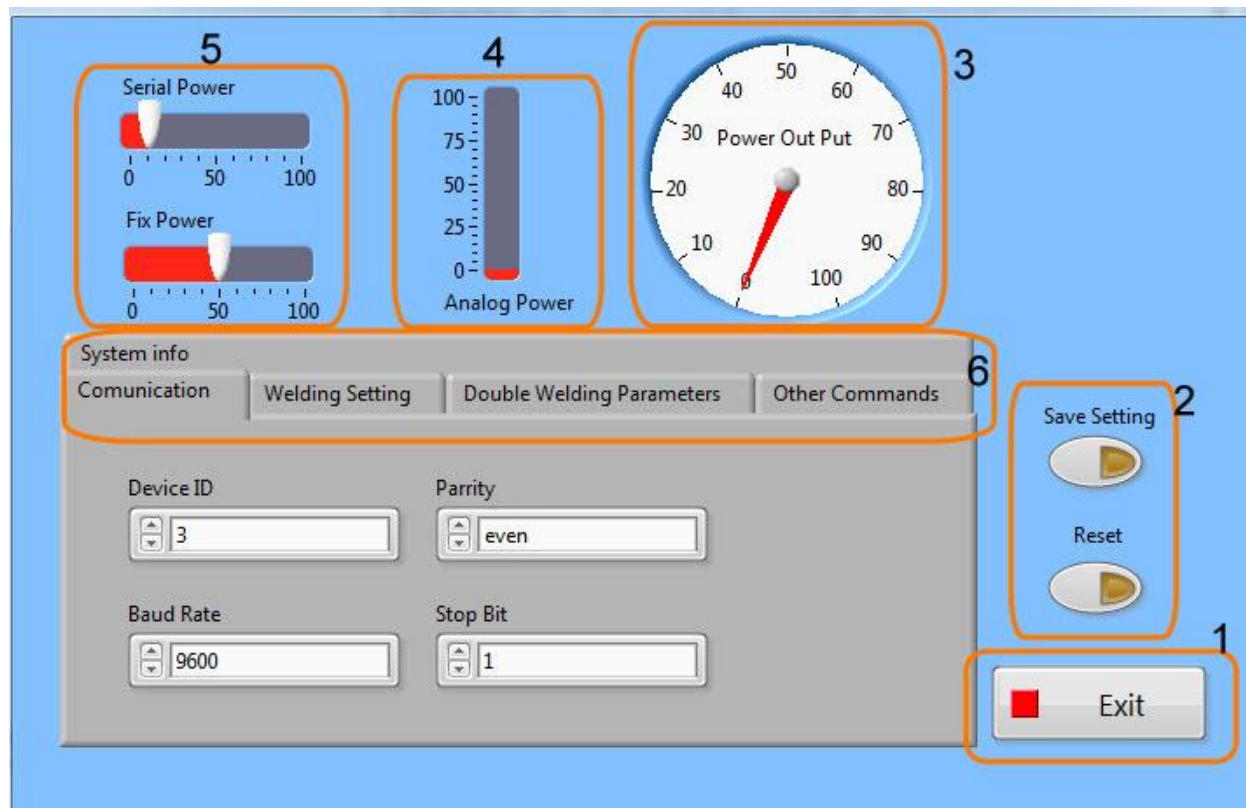 5
Serial Power
0 50 100
Fix Power
0 50 100
4
100
75
50
25
0
Analog Power
3
50
40 60
30 Power Out Put 70
20 80
10 90
0 100
6
System info
Comunication Welding Setting Double Welding Parameters Other Commands
Device ID Parrity
3 even
Baud Rate Stop Bit
9600 1
2
Save Setting
Reset
1
Exit